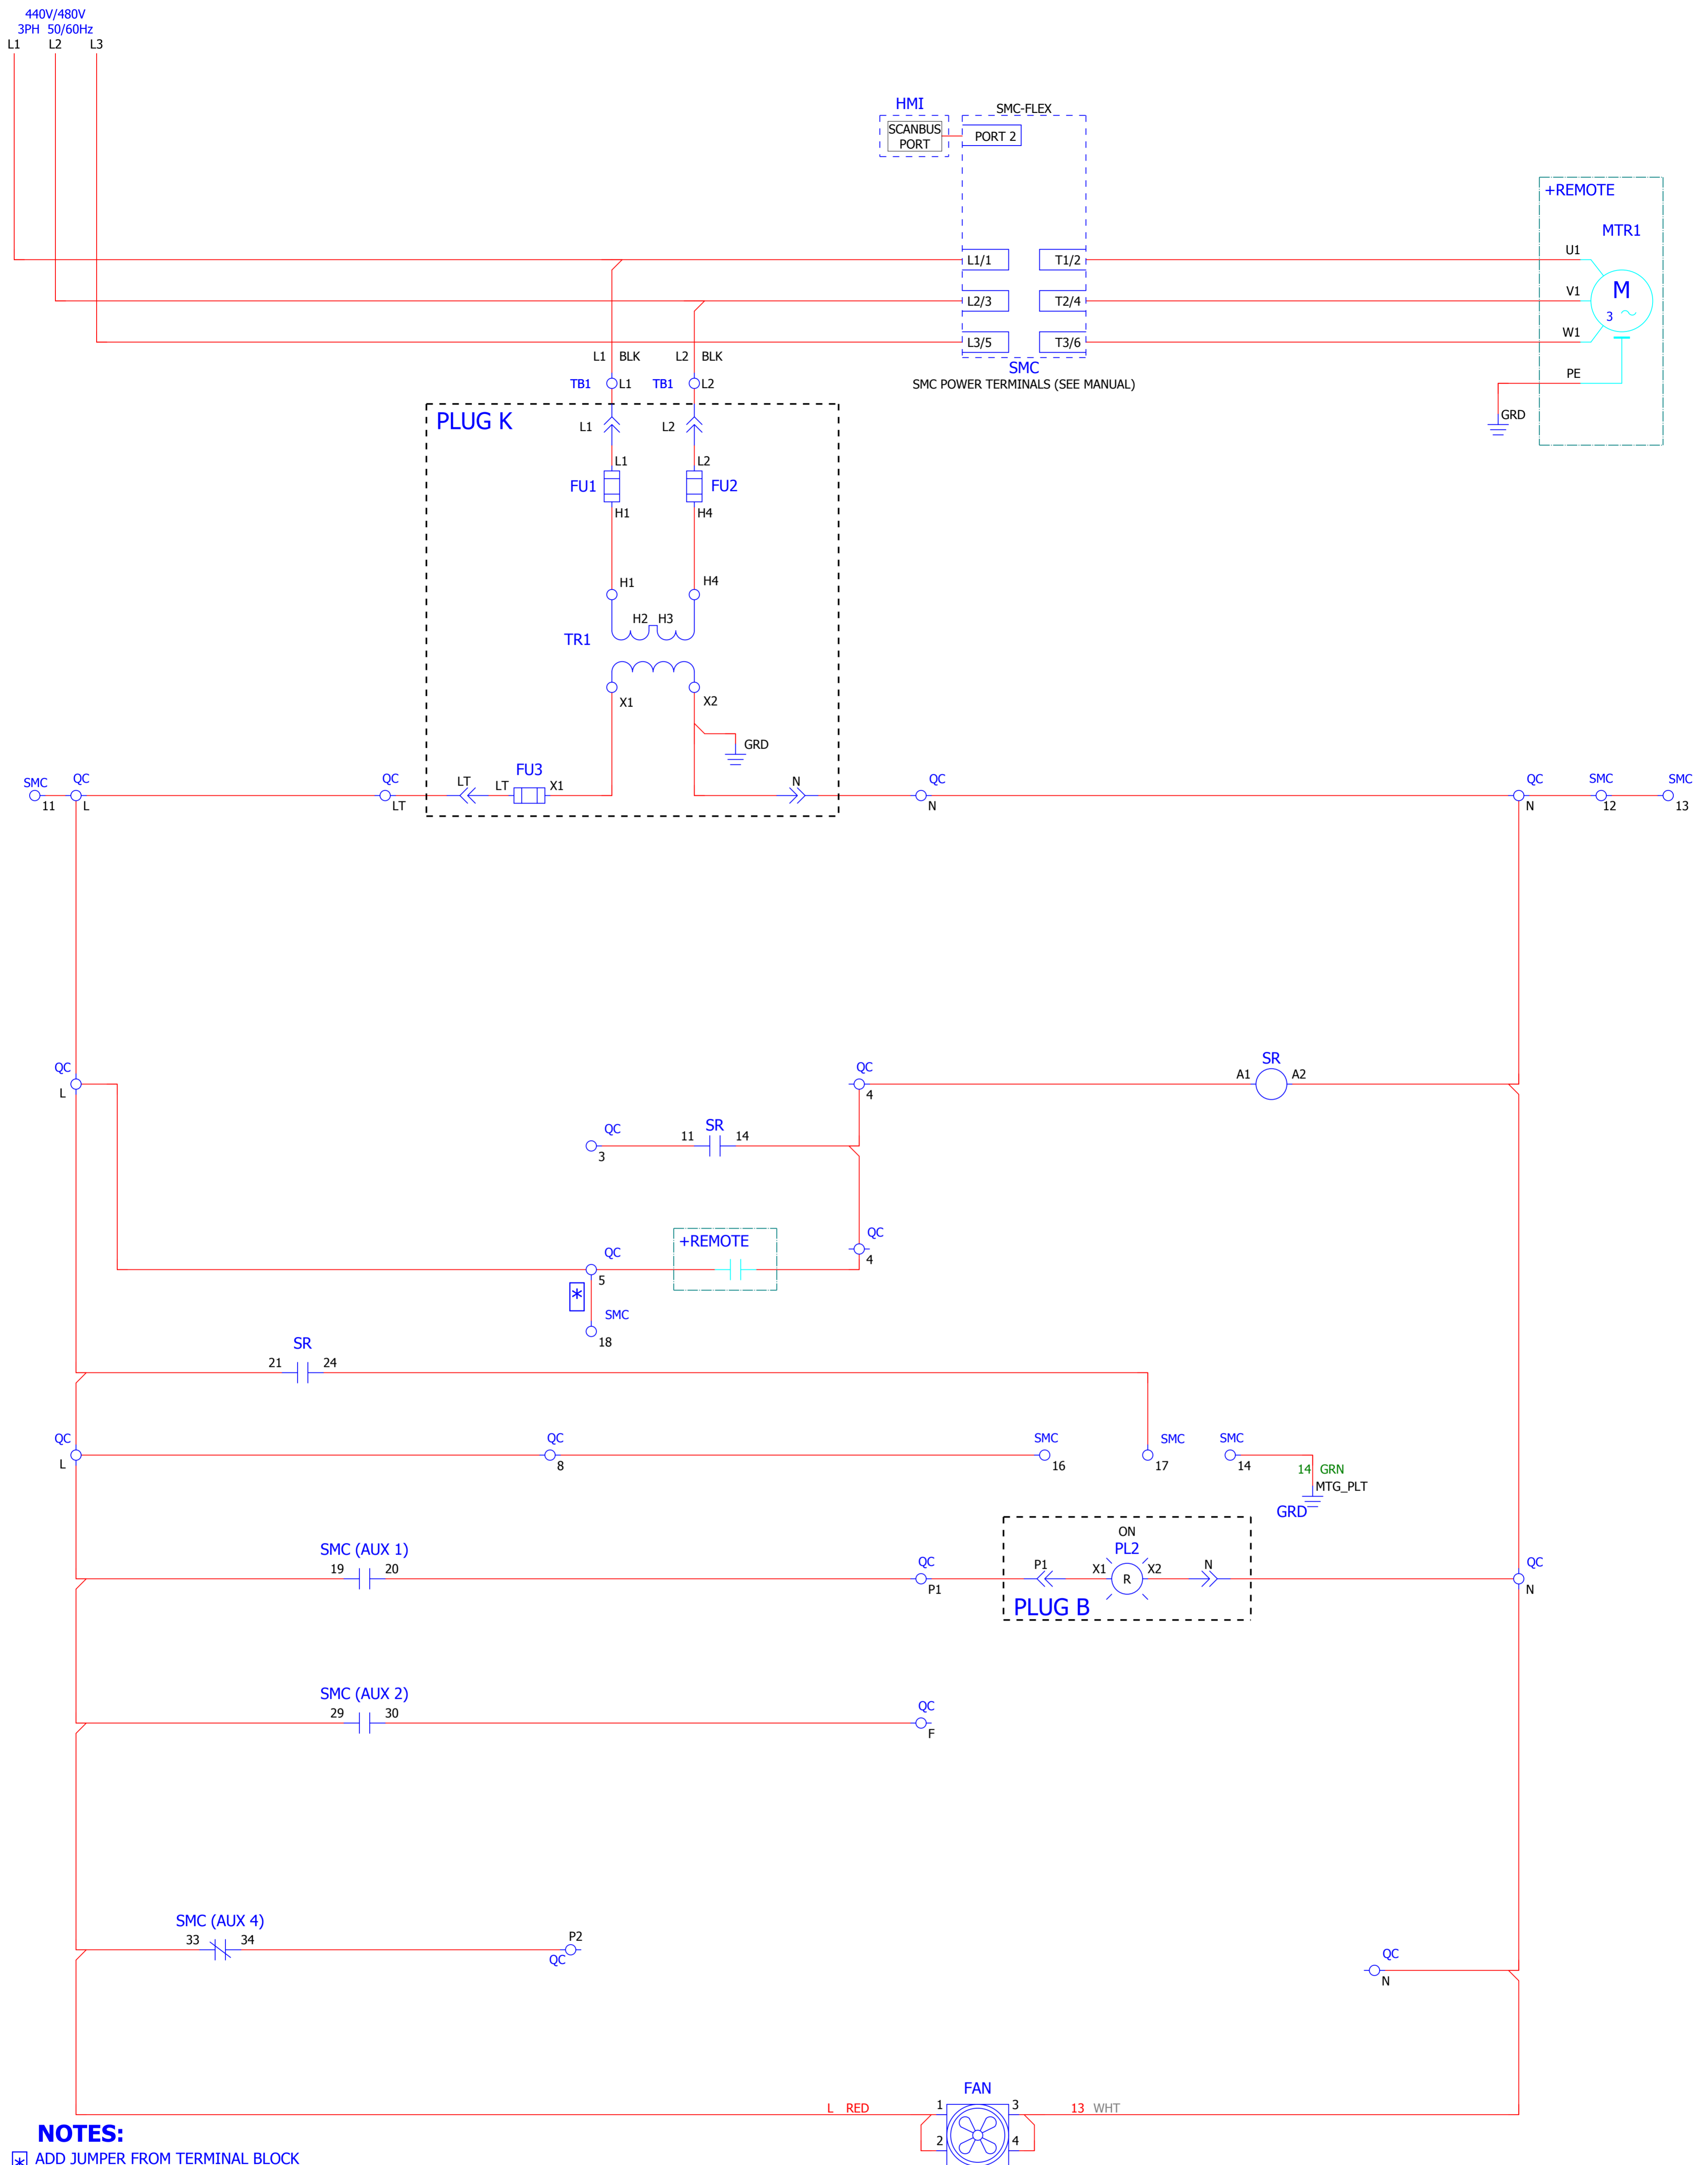 440V/480V
3PH 50/60Hz
L1 L2 L3
HMI
SMC-FLEX
SCANBUS
PORT
PORT 2
+REMOTE
MTR1
U1
L1/1 T1/2
M
3
V1
L2/3 T2/4
W1
L3/5 T3/6
L1 BLK L2 BLK
SMC
PE
TB1 L1 TB1 L2
SMC POWER TERMINALS (SEE MANUAL)
GRD
PLUG K
L1 L2
L1 L2
FU1 FU2
H1 H4
H1 H4
H2 H3
TR1
X1 X2
GRD
FU3
SMC QC QC LT LT X1 N QC QC SMC SMC
11 L LT N N 12 13
QC QC SR
L 4 A1 A2
QC SR
3 11 14
QC
4
+REMOTE
QC
5
*
SMC
18
SR
21 24
QC QC SMC SMC SMC
L 8 16 17 14
14 GRN
MTG_PLT
GRD
ON
PL2
SMC (AUX 1)
19 20 QC P1 P1 X1 R X2 N QC N
PLUG B
SMC (AUX 2)
29 30 QC
F
SMC (AUX 4)
33 34 P2
QC
QC
N
FAN
L RED 1 3 13 WHT
2 4
NOTES:
* ADD JUMPER FROM TERMINAL BLOCK